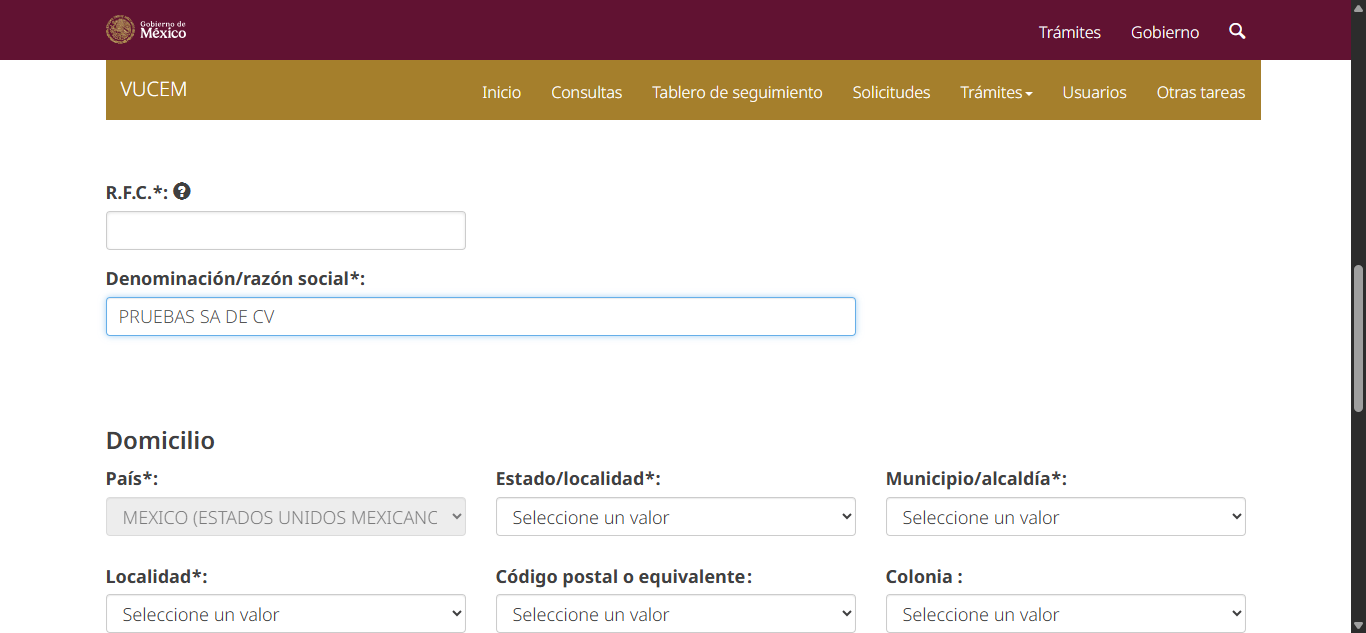 Gobierno de
México
Trámites
Gobierno
VUCEM
Inicio
Consultas
Tablero de seguimiento
Solicitudes
Trámites
Usuarios
Otras tareas
R.F.C.*:
Denominación/razón social*:
PRUEBAS SA DE CV
Domicilio
País*:
Estado/localidad*:
Municipio/alcaldía*:
MEXICO (ESTADOS UNIDOS MEXICANC
Seleccione un valor
Seleccione un valor
Localidad*:
Código postal o equivalente:
Colonia :
Seleccione un valor
Seleccione un valor
Seleccione un valor